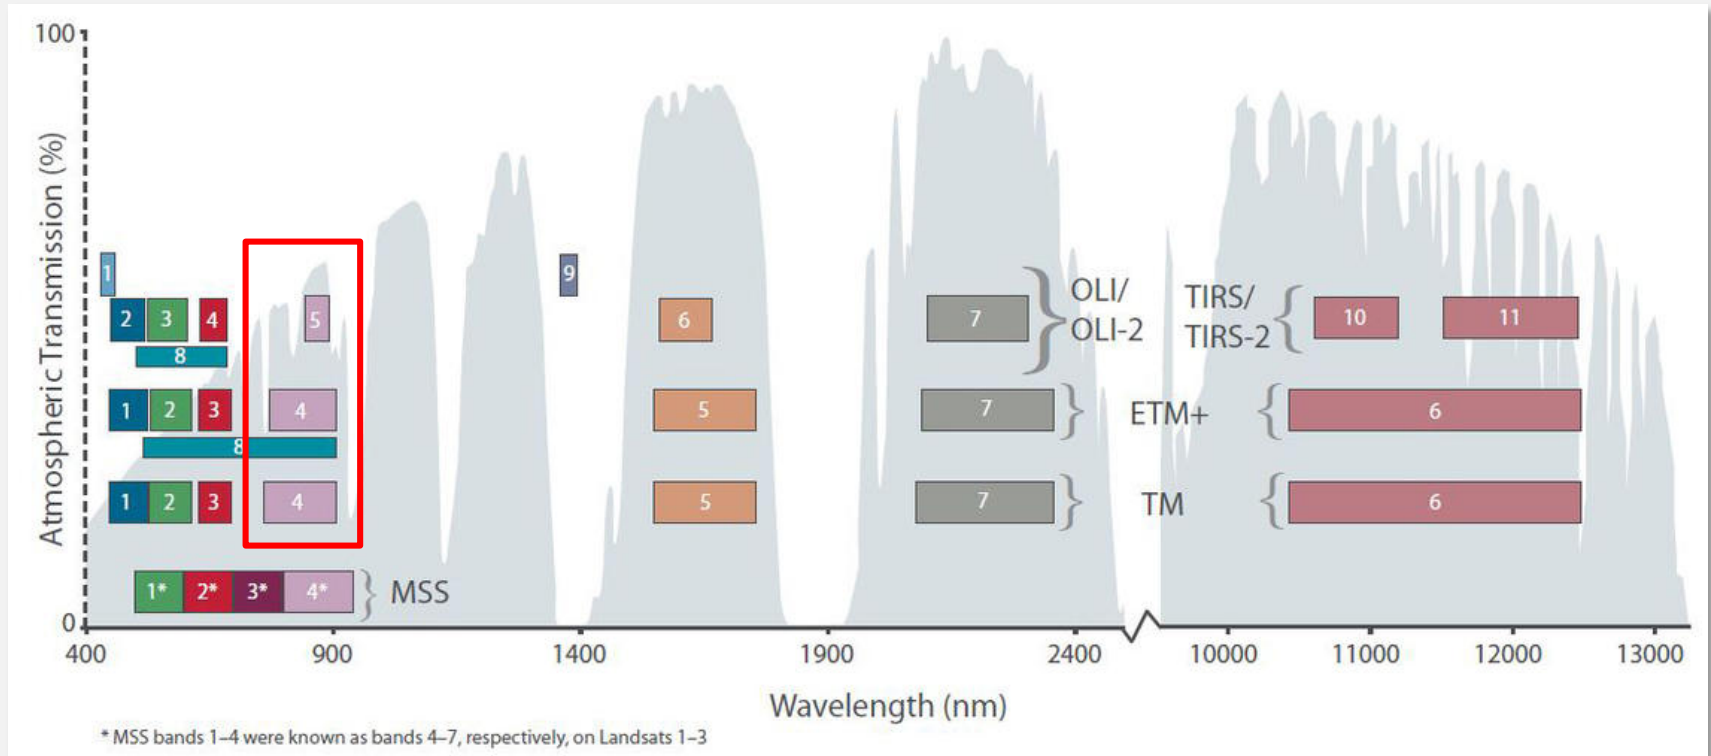 100
Atmospheric Transmission (%)
0
1
9
2 3 4 5 6 7 OLI/
OLI-2
TIRS/
TIRS-2
10 11
8
1 2 3 4 5 7 ETM+ 6
8
1 2 3 4 5 7 TM 6
1* 2* 3* 4* MSS
400 900 1400 1900 2400 10000 11000 12000 13000
Wavelength (nm)
* MSS bands 1–4 were known as bands 4–7, respectively, on Landsats 1–3